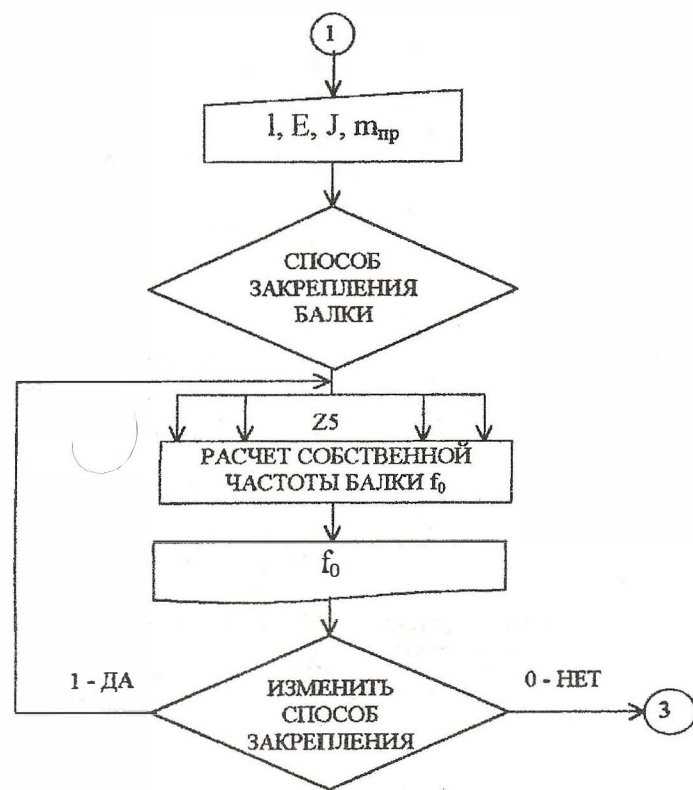 1
l, E, J, mпр
СПОСОБ
ЗАКРЕПЛЕНИЯ
БАЛКИ
Z5
РАСЧЕТ СОБСТВЕННОЙ
ЧАСТОТЫ БАЛКИ f₀
f₀
1 - ДА
0 - НЕТ
ИЗМЕНИТЬ
СПОСОБ
ЗАКРЕПЛЕНИЯ
3